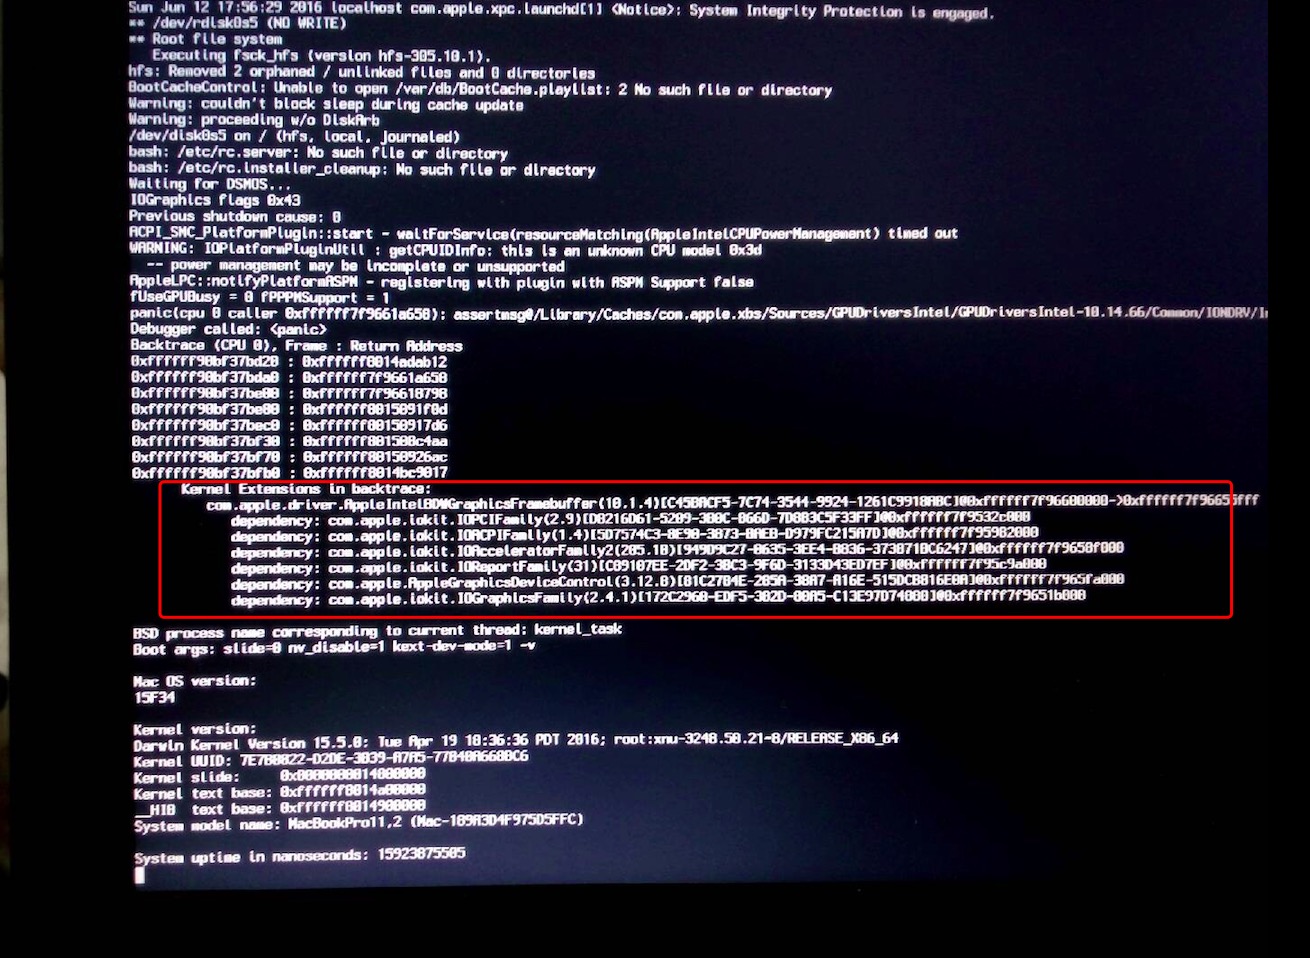 Sun Jun 12 17:56:29 2016 localhost com.apple.xpc.launchd[1] <Notice>: System Integrity Protection is engaged.
** /dev/rdisk0s5 (NO WRITE)
** Root file system
Executing fsck_hfs (version hfs-305.10.1).
hfs: Removed 2 orphaned / unlinked files and 0 directories
BootCacheControl: Unable to open /var/db/BootCache.playlist: 2 No such file or directory
Warning: couldn't block sleep during cache update
Warning: proceeding w/o DiskArb
/dev/disk0s5 on / (hfs, local, journaled)
bash: /etc/rc.server: No such file or directory
bash: /etc/rc.installer_cleanup: No such file or directory
Waiting for DSMOS...
IOGraphics flags 0x43
Previous shutdown cause: 0
ACPI_SMC_PlatformPlugin::start - waitForService(resourceMatching(AppleIntelCPUPowerManagement) timed out
WARNING: IOPlatformPluginUtil : getCPUIDInfo: this is an unknown CPU model 0x3d
-- power management may be incomplete or unsupported
AppleLPC::notifyPlatformASPM - registering with plugin with ASPM Support false
fUseGPUBusy = 0 fPPPMSupport = 1
panic(cpu 0 caller 0xffffff7f9661a650): assertmsg@/Library/Caches/com.apple.xbs/Sources/GPUDriversIntel/GPUDriversIntel-10.14.66/Common/IONDRV/
Debugger called: <panic>
Backtrace (CPU 0), Frame : Return Address
0xffffff90bf37bd20 : 0xffffff8014adab12
0xffffff90bf37bda0 : 0xffffff7f9661a650
0xffffff90bf37be00 : 0xffffff7f96618798
0xffffff90bf37be80 : 0xffffff8015091f0d
0xffffff90bf37bec0 : 0xffffff80150917d6
0xffffff90bf37bf30 : 0xffffff801508c4aa
0xffffff90bf37bf70 : 0xffffff80150926ac
0xffffff90bf37bfb0 : 0xffffff8014bc9017
Kernel Extensions in backtrace:
com.apple.driver.AppleIntelBDWGraphicsFramebuffer(10.1.4)[C45BACF5-7C74-3544-9924-1261C9918ABC]@0xffffff7f96600000->0xffffff7f96655fff
dependency: com.apple.iokit.IOPCIFamily(2.9)[D8216D61-5209-3B0C-866D-7D883C5F33FF]@0xffffff7f9532c000
dependency: com.apple.iokit.IOACPIFamily(1.4)[5D7574C3-8E90-3873-BAEB-D979FC215A7D]@0xffffff7f95982000
dependency: com.apple.iokit.IOAcceleratorFamily2(205.10)[949D9C27-0635-3EE4-8836-373871BC6247]@0xffffff7f9658f000
dependency: com.apple.iokit.IOReportFamily(31)[C89187EE-2DF2-38C3-9F6D-3133D43ED7EF]@0xffffff7f95c9a000
dependency: com.apple.AppleGraphicsDeviceControl(3.12.8)[81C2784E-285A-38A7-A16E-515DCB816E0A]@0xffffff7f965fa000
dependency: com.apple.iokit.IOGraphicsFamily(2.4.1)[172C2960-EDF5-382D-80A5-C13E97D74880]@0xffffff7f9651b000
BSD process name corresponding to current thread: kernel_task
Boot args: slide=0 nv_disable=1 kext-dev-mode=1 -v
Mac OS version:
15F34
Kernel version:
Darwin Kernel Version 15.5.0: Tue Apr 19 18:36:36 PDT 2016; root:xnu-3248.50.21~8/RELEASE_X86_64
Kernel UUID: 7E7B0822-D2DE-3B39-A7A5-77B40A668BC6
Kernel slide: 0x0000000014800000
Kernel text base: 0xffffff8014a00000
__HIB text base: 0xffffff8014900000
System model name: MacBookPro11,2 (Mac-189A3D4F975D5FFC)
System uptime in nanoseconds: 15923875505